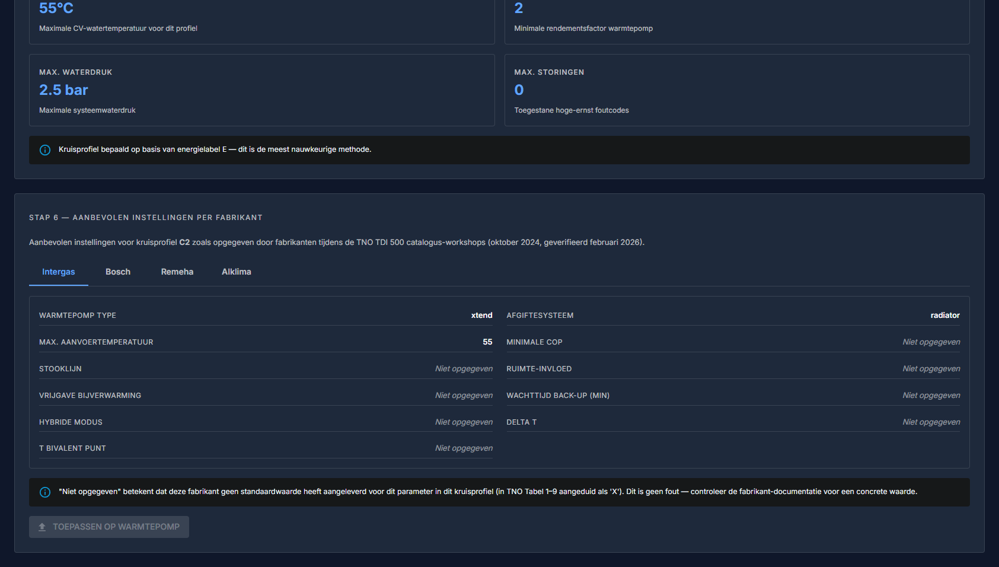 55°C
Maximale CV-watertemperatuur voor dit profiel
2
Minimale rendementsfactor warmtepomp
MAX. WATERDRUK
2.5 bar
Maximale systeemwaterdruk
MAX. STORINGEN
0
Toegestane hoge-ernst foutcodes
Kruisprofiel bepaald op basis van energielabel E — dit is de meest nauwkeurige methode.
STAP 6 — AANBEVOLEN INSTELLINGEN PER FABRIKANT
Aanbevolen instellingen voor kruisprofiel C2 zoals opgegeven door fabrikanten tijdens de TNO TDI 500 catalogus-workshops (oktober 2024, geverifieerd februari 2026).
Intergas Bosch Remeha Alklima
WARMTEPOMP TYPE xtend
AFGIFTESYSTEEM radiator
MAX. AANVOERTEMPERATUUR 55
MINIMALE COP Niet opgegeven
STOOKLIJN Niet opgegeven
RUIMTE-INVLOED Niet opgegeven
VRIJGAVE BIJVERWARMING Niet opgegeven
WACHTTIJD BACK-UP (MIN) Niet opgegeven
HYBRIDE MODUS Niet opgegeven
DELTA T Niet opgegeven
T BIVALENT PUNT Niet opgegeven
"Niet opgegeven" betekent dat deze fabrikant geen standaardwaarde heeft aangeleverd voor dit parameter in dit kruisprofiel (in TNO Tabel 1–9 aangeduid als 'X'). Dit is geen fout — controleer de fabrikant-documentatie voor een concrete waarde.
TOEPASSEN OP WARMTEPOMP